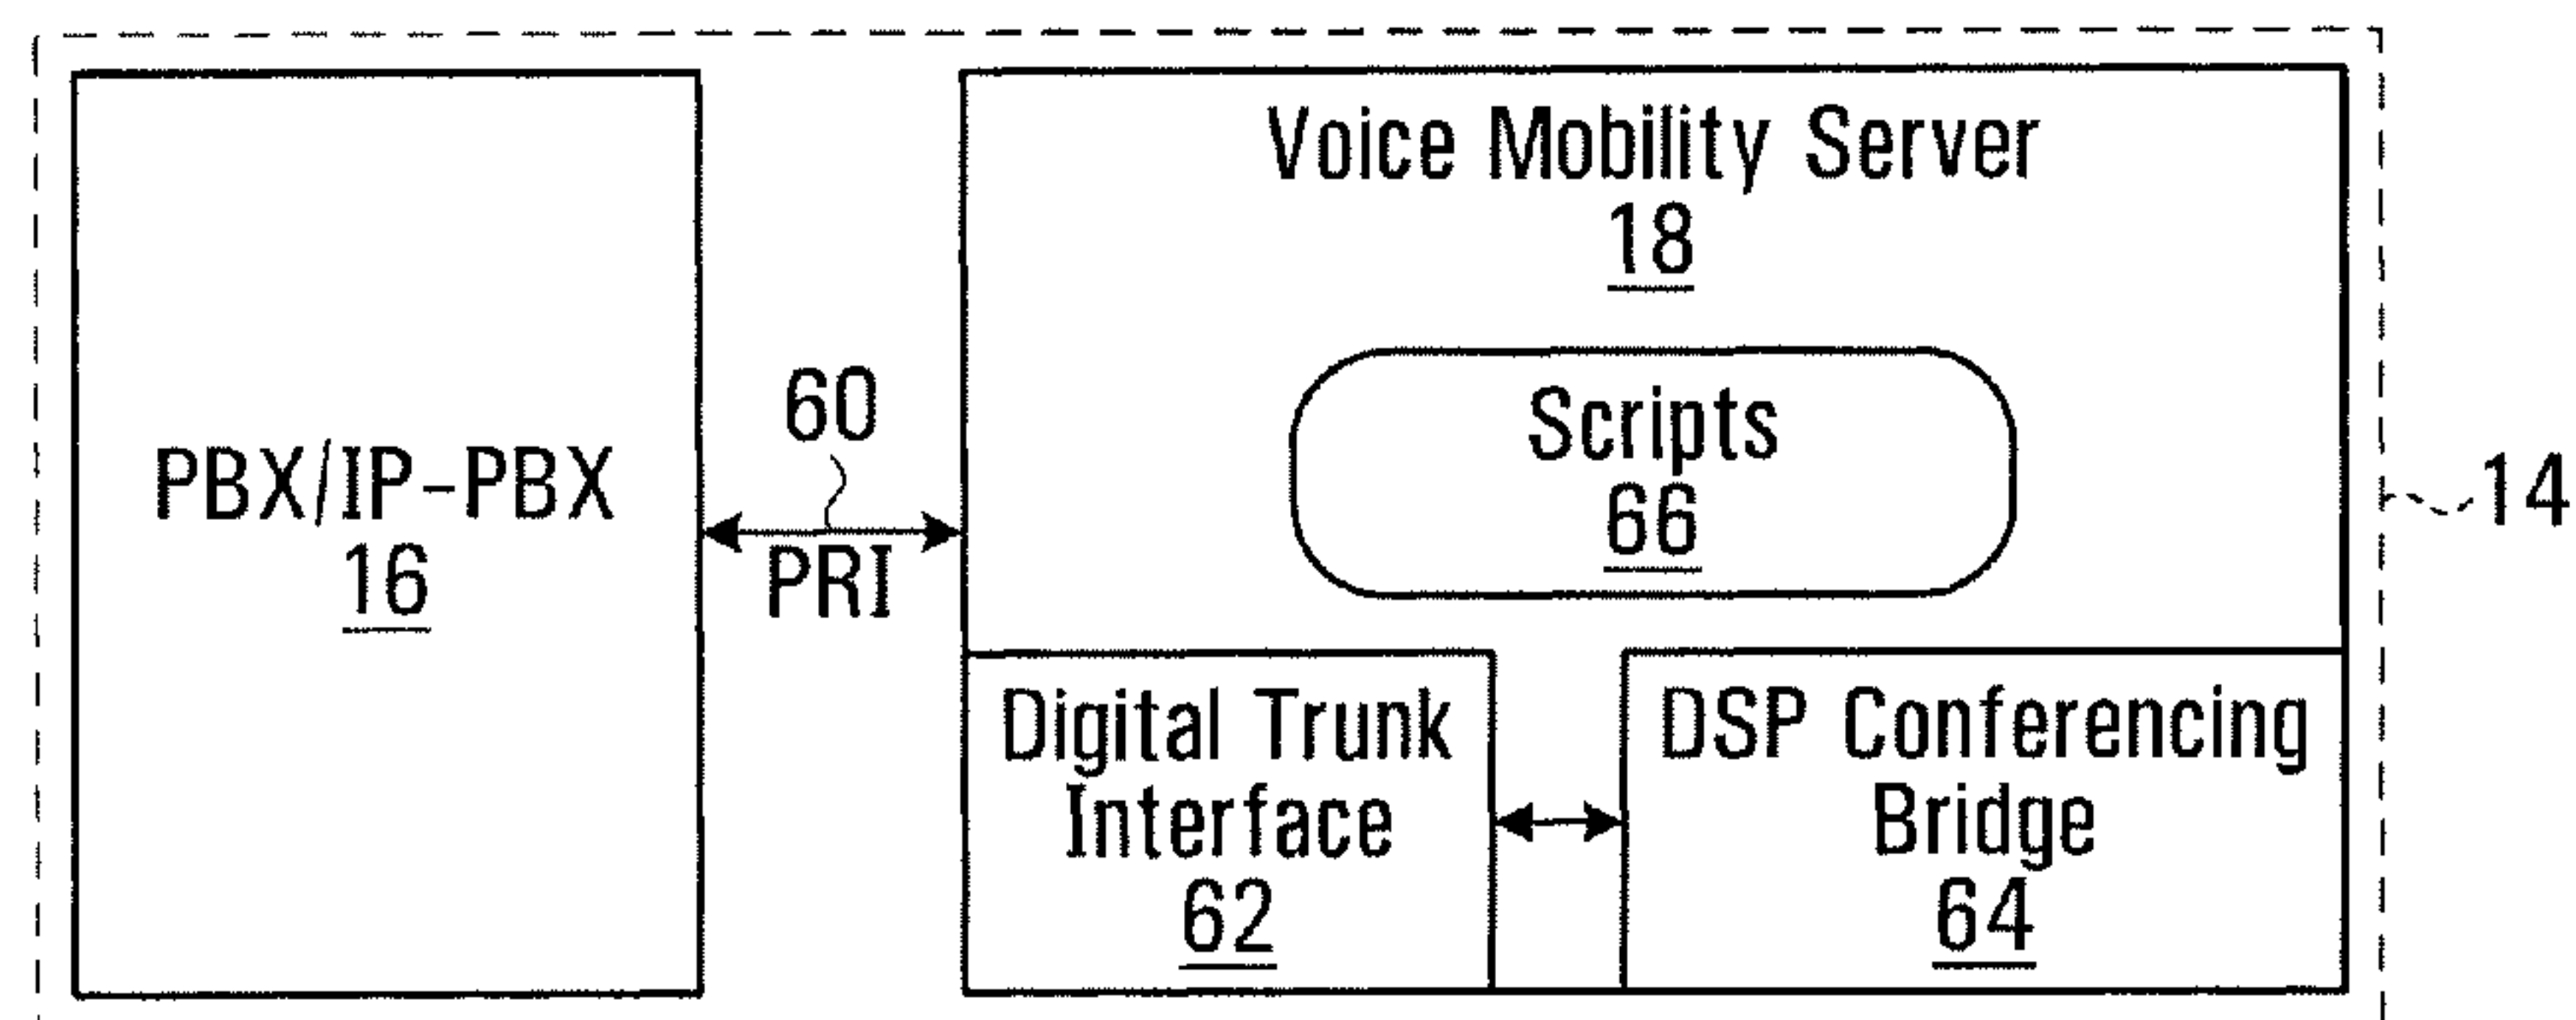 Voice Mobility Server
18
60
Scripts
66
PBX/IP-PBX
16
PRI
14
Digital Trunk
Interface
62
DSP Conferencing
Bridge
64